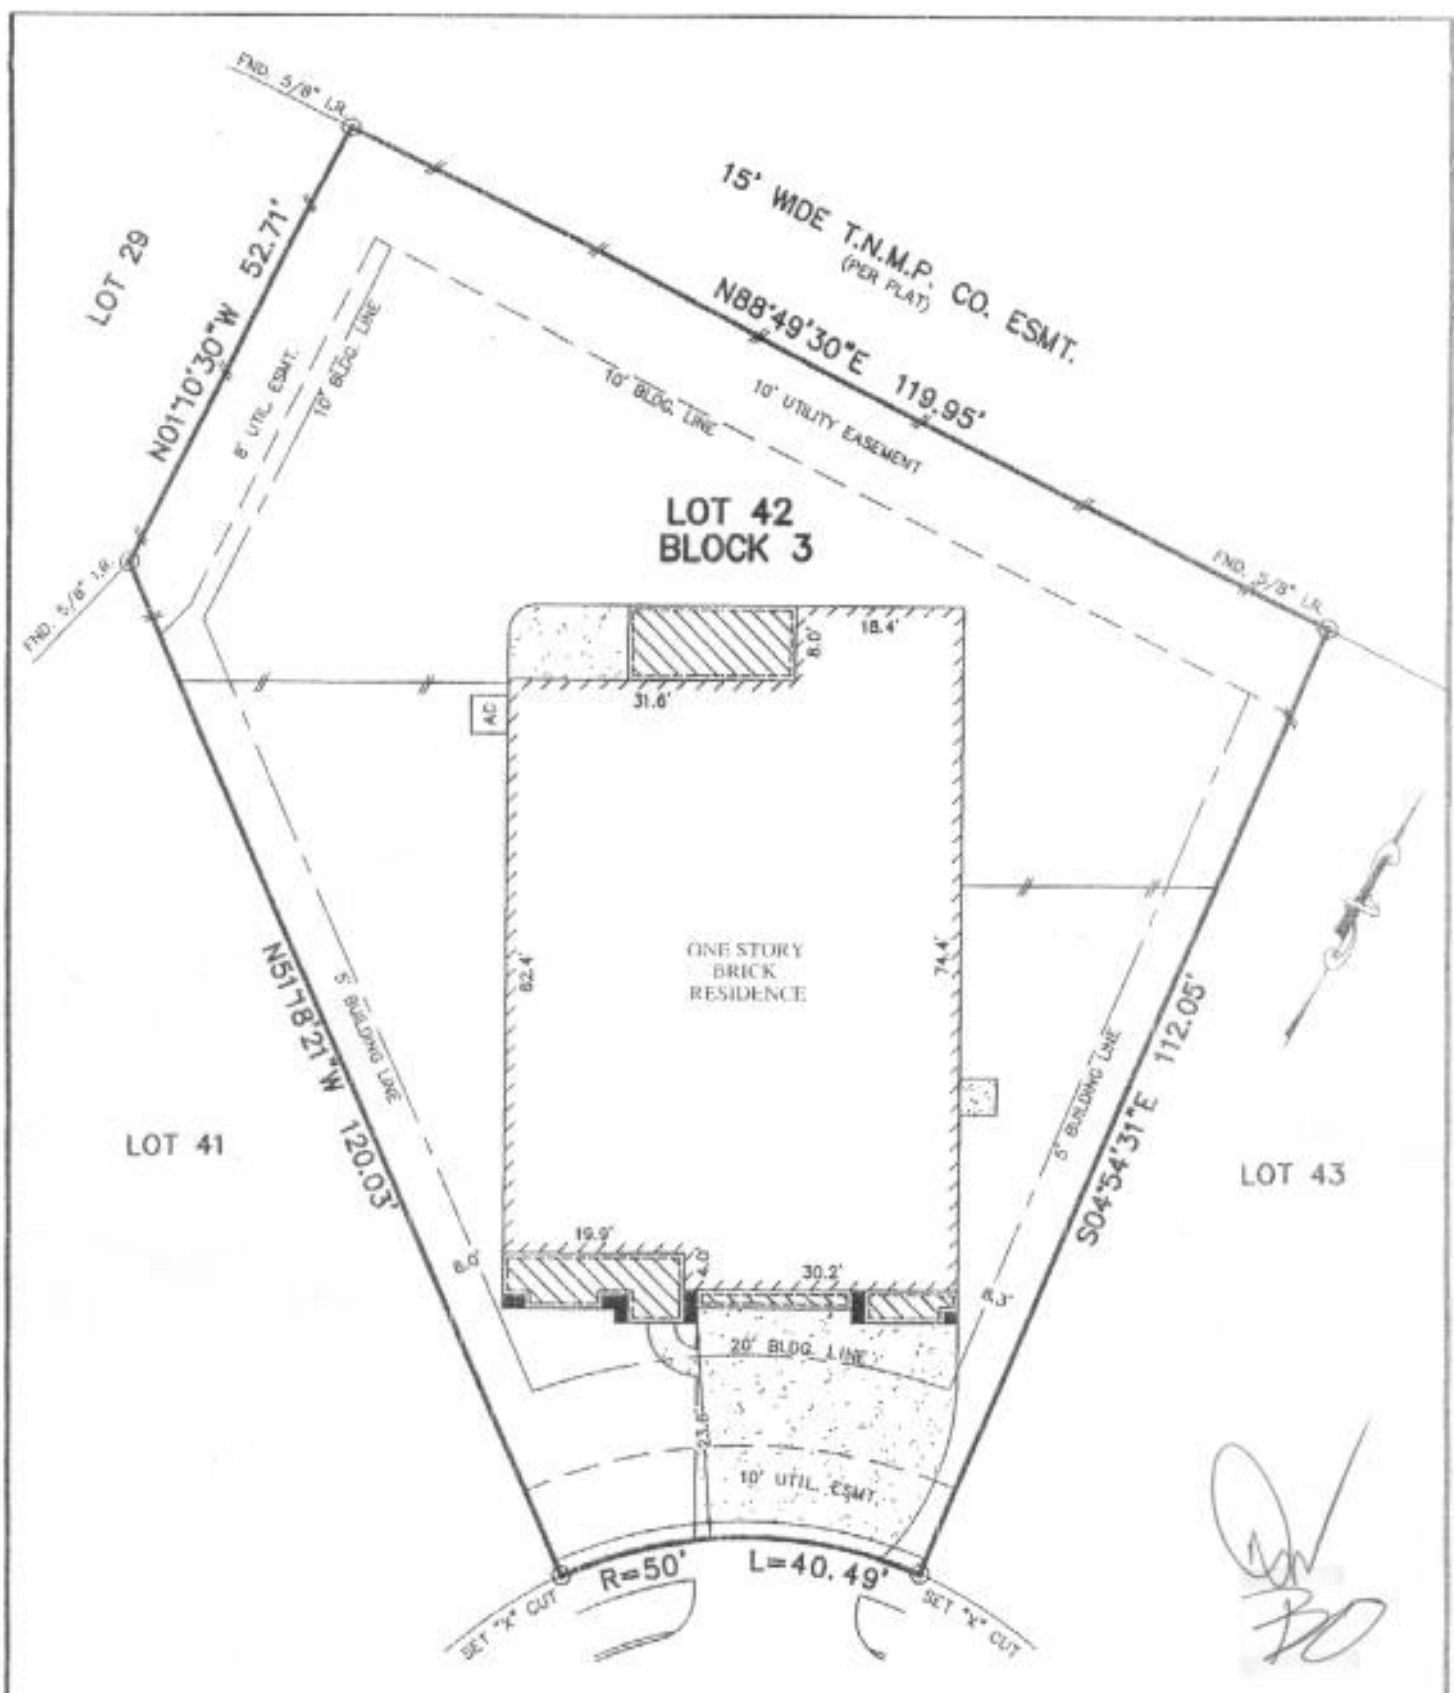 FND. 5/8" I.R.
15' WIDE T.N.M.P. CO. ESMT.
(PER PLAT)
LOT 29
N01°10'30"W 52.71'
N88°49'30"E 119.95'
8' UTIL. ESMT.
10' BLDG. LINE
10' BLDG. LINE
10' UTILITY EASEMENT
LOT 42
BLOCK 3
FND. 5/8" I.R.
FND. 5/8" I.R.
18.4'
8.0'
31.6'
AC
ONE STORY
BRICK
RESIDENCE
62.4'
74.4'
N51°18'21"W 120.03'
5' BUILDING LINE
5' BUILDING LINE
S04°54'31"E 112.05'
LOT 41
LOT 43
19.9'
4.0'
30.2'
8.3'
20' BLDG. LINE
10' UTIL. ESMT.
R=50' L=40.49'
SET "X" CUT
SET "X" CUT